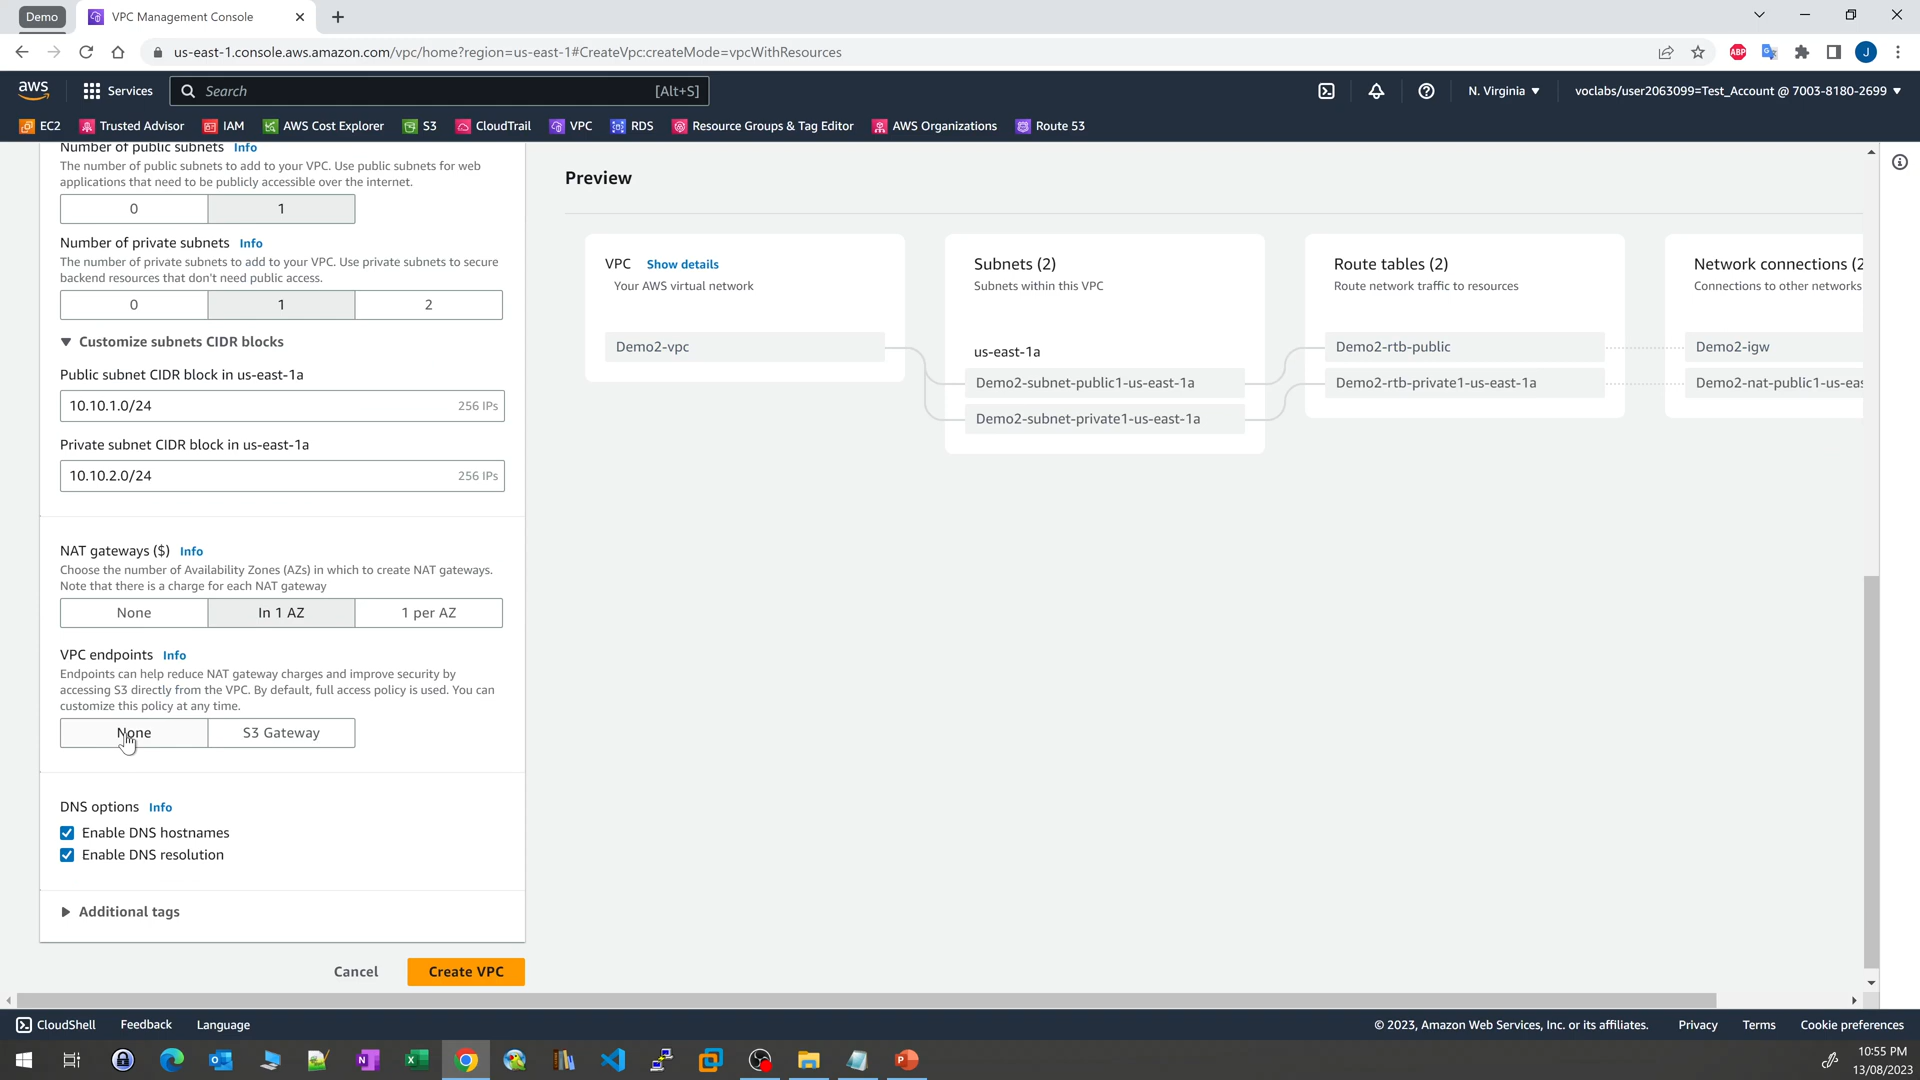 Demo
VPC Management Console
us-east-1.console.aws.amazon.com/vpc/home?region=us-east-1#CreateVpc:createMode=vpcWithResources
ABP
J
aws
Services
Search
[Alt+S]
N. Virginia
voclabs/user2063099=Test_Account @ 7003-8180-2699
EC2
Trusted Advisor
IAM
AWS Cost Explorer
S3
CloudTrail
VPC
RDS
Resource Groups & Tag Editor
AWS Organizations
Route 53
Number of public subnets Info
The number of public subnets to add to your VPC. Use public subnets for web
applications that need to be publicly accessible over the internet.
0 1
Number of private subnets Info
The number of private subnets to add to your VPC. Use private subnets to secure
backend resources that don't need public access.
0 1 2
Customize subnets CIDR blocks
Public subnet CIDR block in us-east-1a
10.10.1.0/24 256 IPs
Private subnet CIDR block in us-east-1a
10.10.2.0/24 256 IPs
NAT gateways ($) Info
Choose the number of Availability Zones (AZs) in which to create NAT gateways.
Note that there is a charge for each NAT gateway
None In 1 AZ 1 per AZ
VPC endpoints Info
Endpoints can help reduce NAT gateway charges and improve security by
accessing S3 directly from the VPC. By default, full access policy is used. You can
customize this policy at any time.
None S3 Gateway
DNS options Info
Enable DNS hostnames
Enable DNS resolution
Additional tags
Cancel Create VPC
Preview
VPC Show details
Your AWS virtual network
Demo2-vpc
Subnets (2)
Subnets within this VPC
us-east-1a
Demo2-subnet-public1-us-east-1a
Demo2-subnet-private1-us-east-1a
Route tables (2)
Route network traffic to resources
Demo2-rtb-public
Demo2-rtb-private1-us-east-1a
Network connections (2
Connections to other networks
Demo2-igw
Demo2-nat-public1-us-eas
CloudShell
Feedback
Language
© 2023, Amazon Web Services, Inc. or its affiliates.
Privacy
Terms
Cookie preferences
10:55 PM
13/08/2023